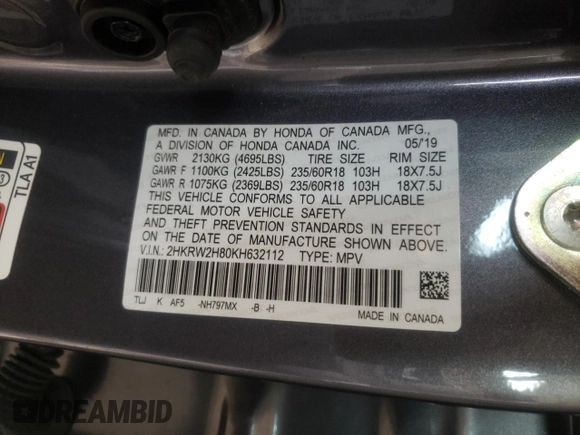 MFD. IN CANADA BY HONDA OF CANADA MFG.,
A DIVISION OF HONDA CANADA INC. 05/'19
GVWR 2130KG (4695LBS) TIRE SIZE RIM SIZE
GAWR F 1100KG (2425LBS) 235/60R18 103H 18X7.5J
GAWR R 1075KG (2369LBS) 235/60R18 103H 18X7.5J
THIS VEHICLE CONFORMS TO ALL APPLICABLE
FEDERAL MOTOR VEHICLE SAFETY
AND THEFT PREVENTION STANDARDS IN EFFECT
ON THE DATE OF MANUFACTURE SHOWN ABOVE.
V.I.N.: 2HKRW2H80KH632112 TYPE: MPV
TLJ K AF5 -NH797MX -B -H
MADE IN CANADA
TLA A1
DREAMBID